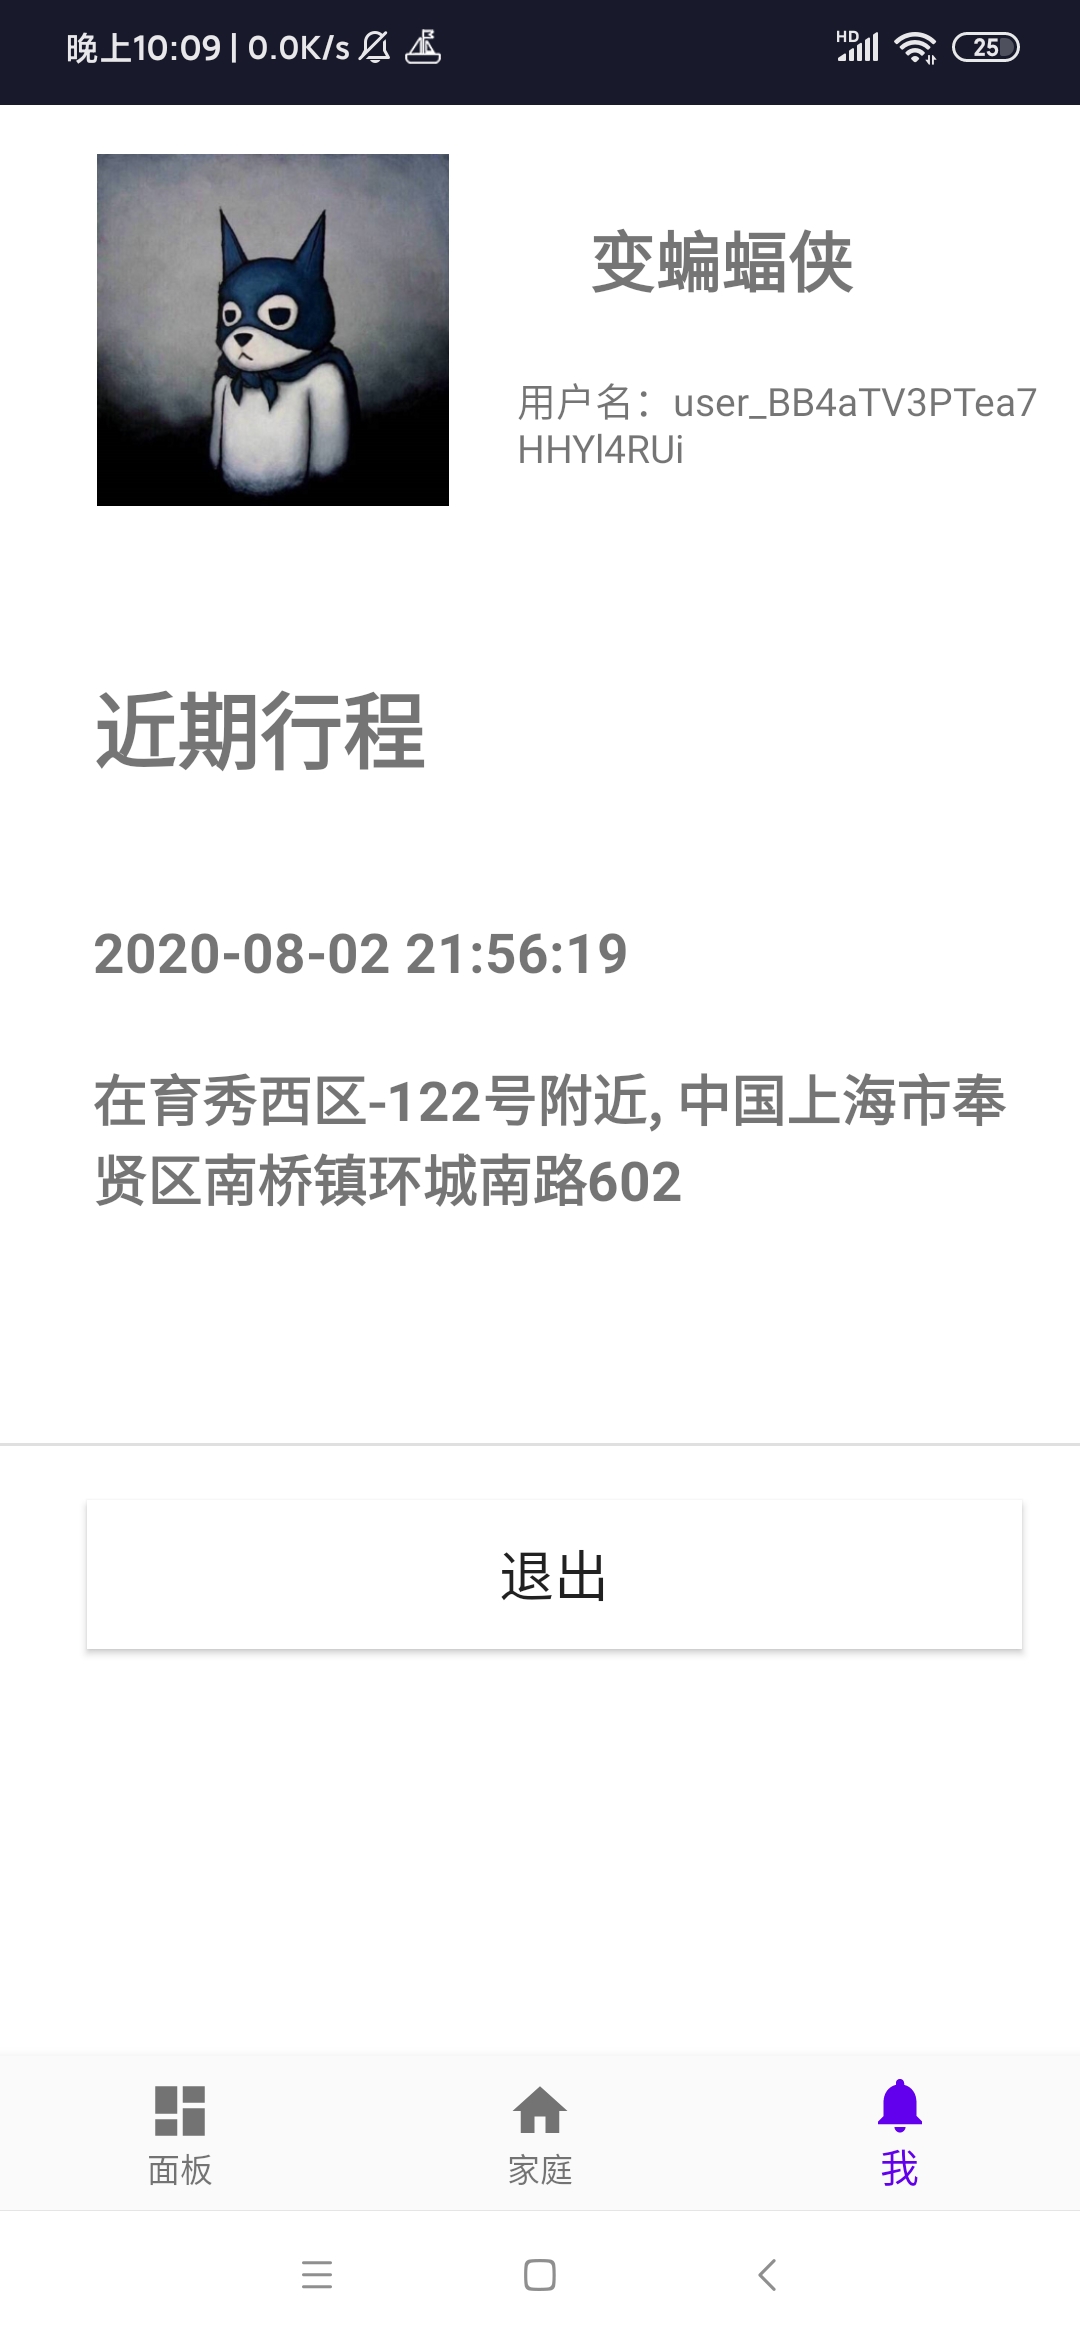 晚上10:09 | 0.0K/s
HD
25
变蝙蝠侠
用户名：user_BB4aTV3PTea7
HHYl4RUi
近期行程
2020-08-02 21:56:19
在育秀西区-122号附近, 中国上海市奉
贤区南桥镇环城南路602
退出
面板
家庭
我